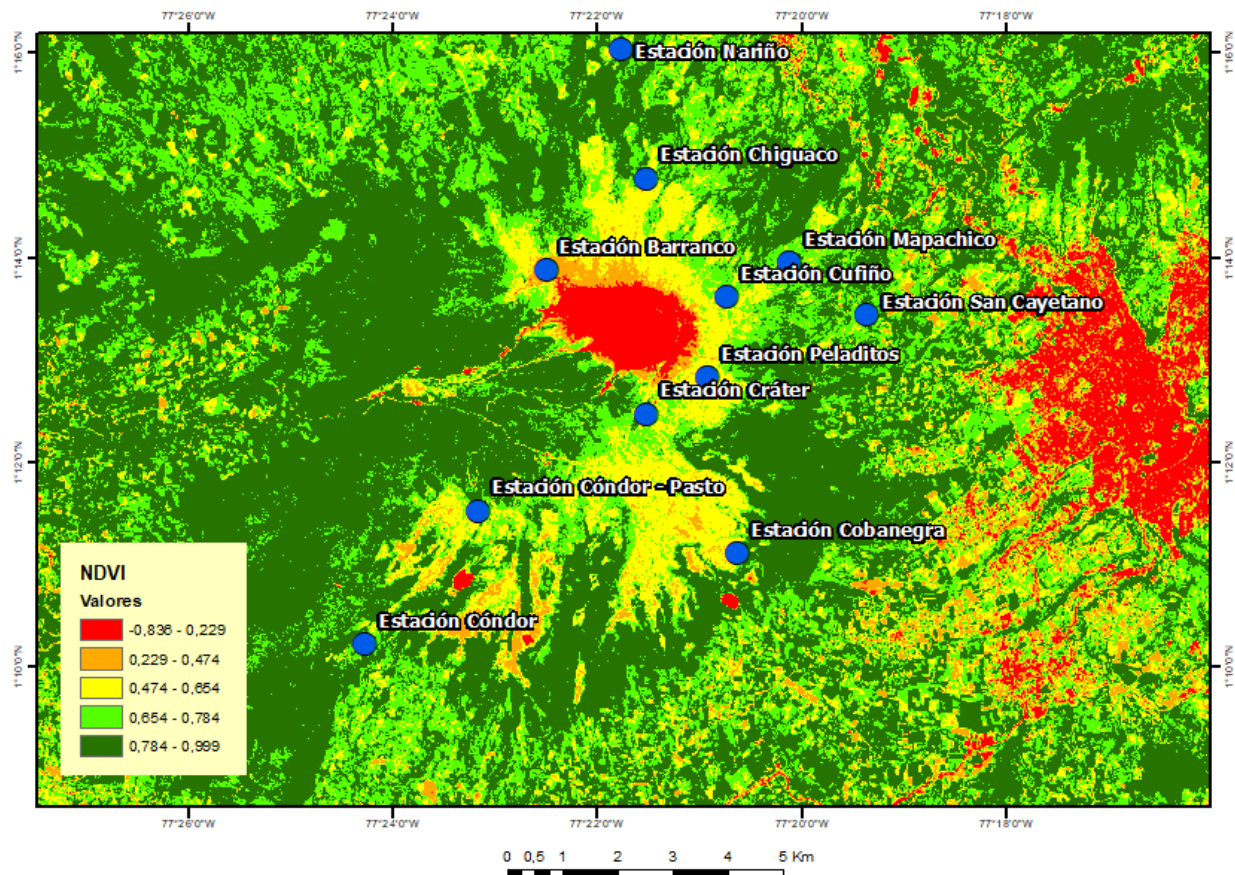 77°26'0"W 77°24'0"W 77°22'0"W 77°20'0"W 77°18'0"W
1°16'0"N 1°16'0"N
Estación Nariño
Estación Chiguaco
Estación Mapachico
Estación Barranco
1°14'0"N 1°14'0"N
Estación Cufiño
Estación San Cayetano
Estación Peladitos
Estación Cráter
1°12'0"N 1°12'0"N
Estación Cóndor - Pasto
Estación Cobanegra
NDVI
Valores
-0,836 - 0,229
Estación Cóndor
0,229 - 0,474
1°10'0"N 1°10'0"N
0,474 - 0,654
0,654 - 0,784
0,784 - 0,999
77°26'0"W 77°24'0"W 77°22'0"W 77°20'0"W 77°18'0"W
0 0,5 1 2 3 4 5 Km